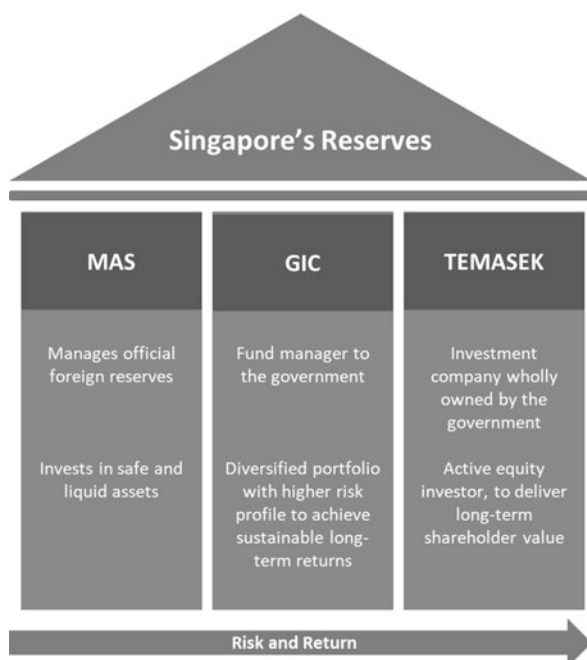 Singapore's Reserves
MAS
Manages official
foreign reserves
Invests in safe and
liquid assets
GIC
Fund manager to
the government
Diversified portfolio
with higher risk
profile to achieve
sustainable long-
term returns
TEMASEK
Investment
company wholly
owned by the
government
Active equity
investor, to deliver
long-term
shareholder value
Risk and Return